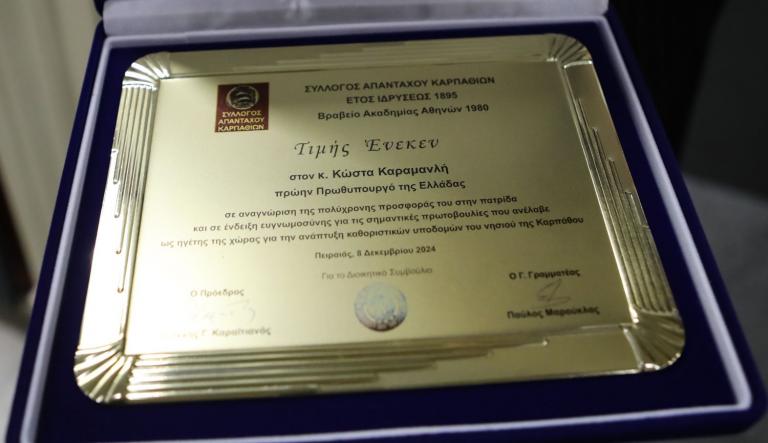 ΣΥΛΛΟΓΟΣ
ΑΠΑΝΤΑΧΟΥ
ΚΑΡΠΑΘΙΩΝ
ΣΥΛΛΟΓΟΣ ΑΠΑΝΤΑΧΟΥ ΚΑΡΠΑΘΙΩΝ
ΕΤΟΣ ΙΔΡΥΣΕΩΣ 1895
Βραβείο Ακαδημίας Αθηνών 1980
Τιμής Ένεκεν
στον κ. Κώστα Καραμανλή
πρώην Πρωθυπουργό της Ελλάδας
σε αναγνώριση της πολύχρονης προσφοράς του στην πατρίδα
και σε ένδειξη ευγνωμοσύνης για τις σημαντικές πρωτοβουλίες που ανέλαβε
ως ηγέτης της χώρας για την ανάπτυξη καθοριστικών υποδομών του νησιού της Καρπάθου
Πειραιάς, 8 Δεκεμβρίου 2024
Για το Διοικητικό Συμβούλιο
Ο Πρόεδρος
Ο Γ. Γραμματέας
Γ. Καραϊτιανός
Παύλος Μαρούκλας